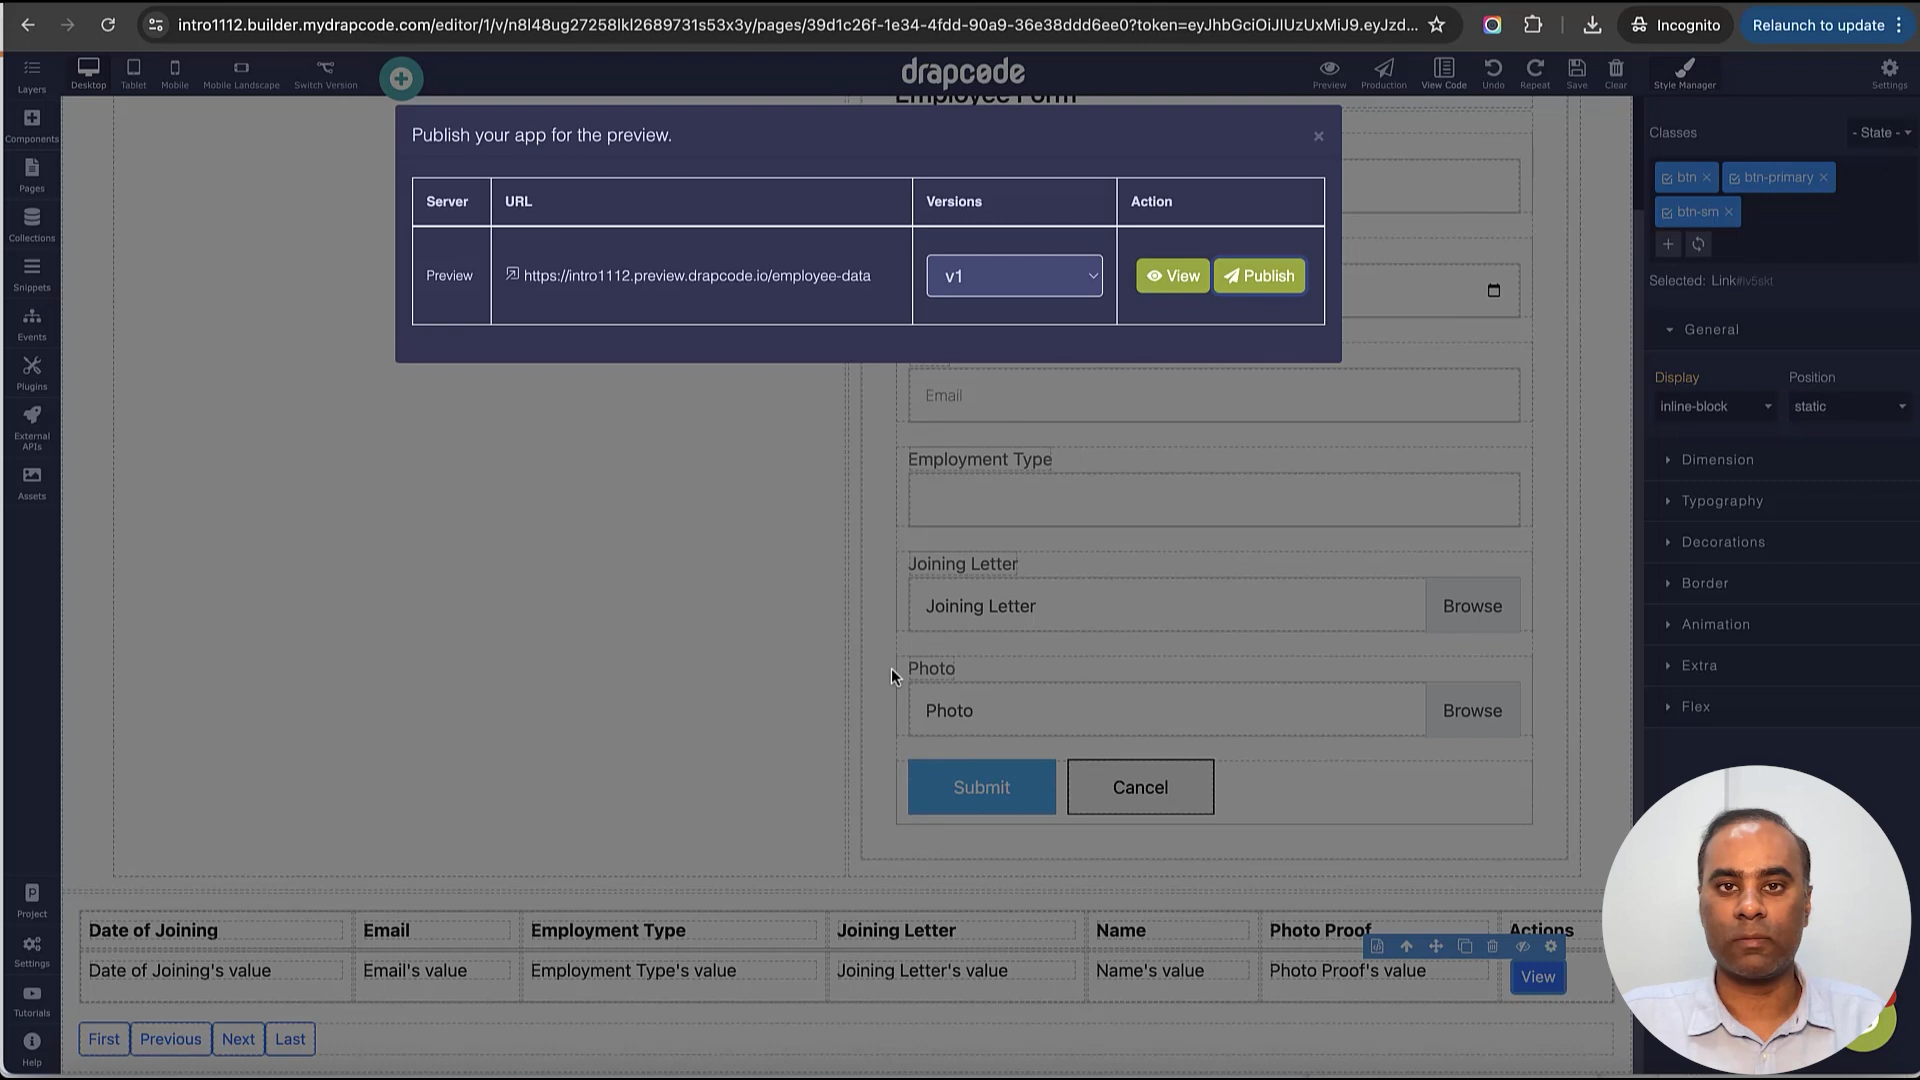 intro1112.builder.mydrapcode.com/editor/1/v/n8l48ug27258lkl2689731s53x3y/pages/39d1c26f-1e34-4fdd-90a9-36e38ddd6ee0?token=eyJhbGciOiJIUzUxMiJ9.eyJzd...
Incognito
Relaunch to update
Layers
Desktop
Tablet
Mobile
Mobile Landscape
Switch Version
drapcode
Preview
Production
View Code
Undo
Repeat
Save
Clear
Style Manager
Settings
Components
Pages
Collections
Snippets
Events
Plugins
External
APIs
Assets
Project
Settings
Tutorials
Help
Employee Form
Publish your app for the preview.
×
Server
URL
Versions
Action
Preview
https://intro1112.preview.drapcode.io/employee-data
v1
View
Publish
Email
Employment Type
Joining Letter
Joining Letter
Browse
Photo
Photo
Browse
Submit
Cancel
Date of Joining
Email
Employment Type
Joining Letter
Name
Photo Proof
Actions
Date of Joining's value
Email's value
Employment Type's value
Joining Letter's value
Name's value
Photo Proof's value
View
First
Previous
Next
Last
Classes
- State -
btn
btn-primary
btn-sm
Selected: Link#iv5skt
General
Display
Position
inline-block
static
Dimension
Typography
Decorations
Border
Animation
Extra
Flex